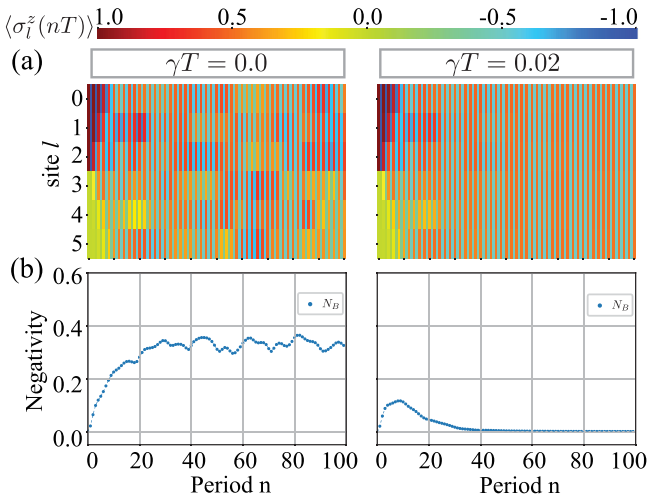 ⟨σ_l^z(nT)⟩ 1.0 0.5 0 -0.5 -1.0
(a) γT = 0.0 γT = 0.02
site l
0
1
2
3
4
5
(b)
Negativity
0.6
0.4
0.2
0.0
N_B
N_B
0 20 40 60 80 100 0 20 40 60 80 100
Period n Period n